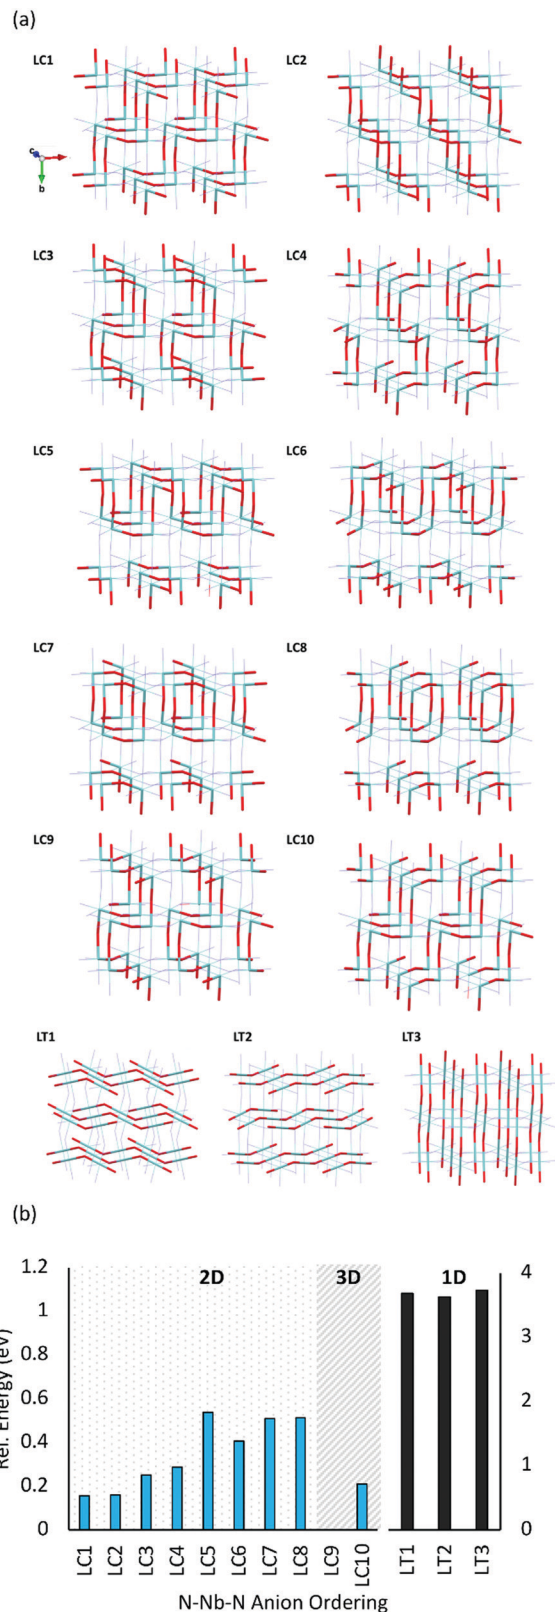 (a)
LC1
LC2
c
b
LC3
LC4
LC5
LC6
LC7
LC8
LC9
LC10
LT1
LT2
LT3
(b)
Rel. Energy (eV)
1.2
1
0.8
0.6
0.4
0.2
0
2D
3D
1D
4
3
2
1
0
LC1
LC2
LC3
LC4
LC5
LC6
LC7
LC8
LC9
LC10
LT1
LT2
LT3
N-Nb-N Anion Ordering